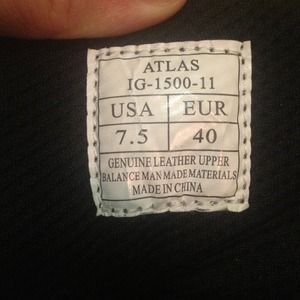 ATLAS
IG-1500-11
USA EUR
7.5 40
GENUINE LEATHER UPPER
BALANCE MAN MADE MATERIALS
MADE IN CHINA